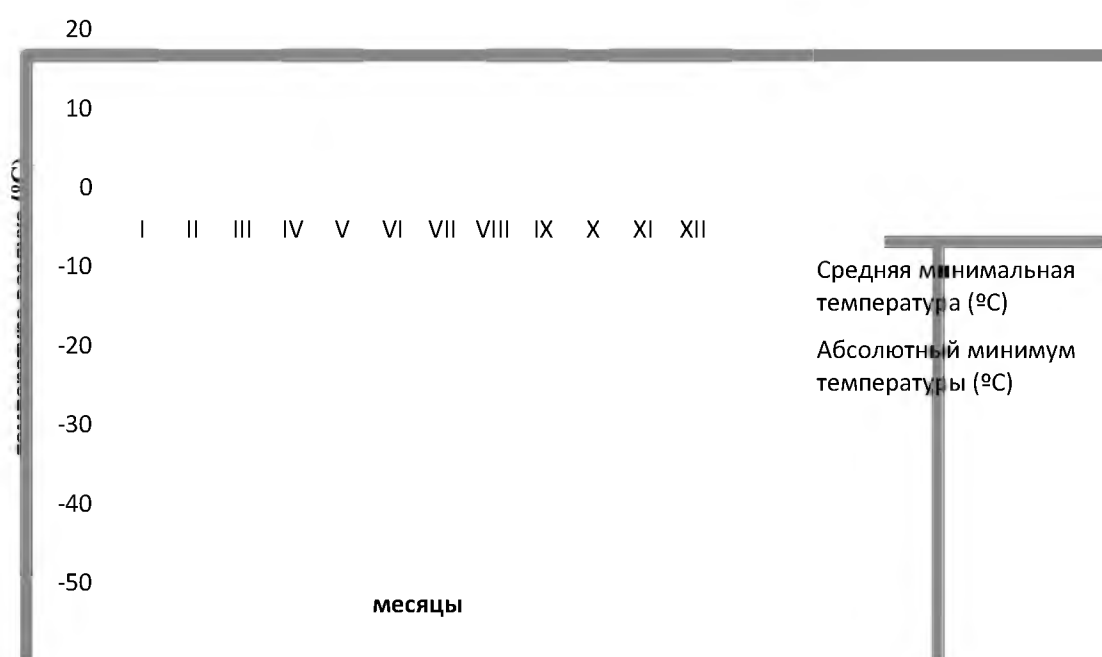 20
10
0
I II III IV V VI VII VIII IX X XI XII
-10
Средняя минимальная
температура (ºC)
-20
Абсолютный минимум
температуры (ºC)
-30
-40
-50
месяцы